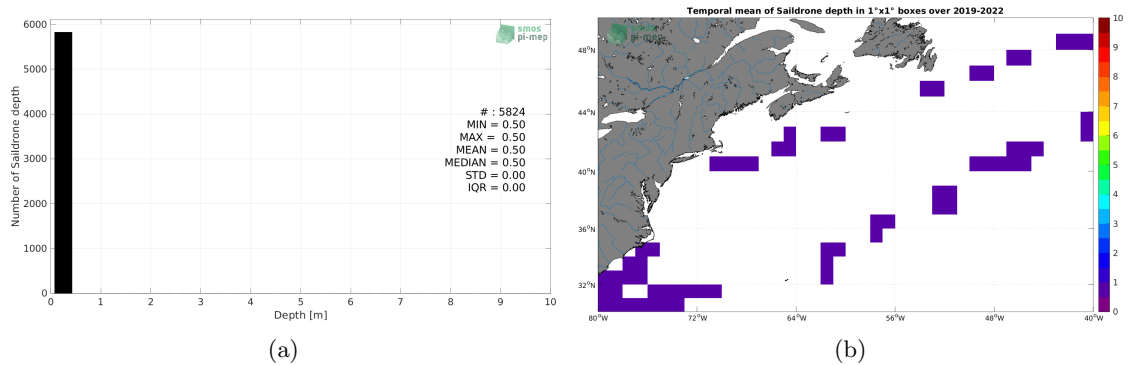 6000
5000
4000
3000
2000
1000
0
Number of Saildrone depth
smos
pi-mep
# : 5824
MIN = 0.50
MAX = 0.50
MEAN = 0.50
MEDIAN = 0.50
STD = 0.00
IQR = 0.00
0 1 2 3 4 5 6 7 8 9 10
Depth [m]
(a)
Temporal mean of Saildrone depth in 1°x1° boxes over 2019-2022
smos
pi-mep
48°N
44°N
40°N
36°N
32°N
80°W 72°W 64°W 56°W 48°W 40°W
10
9
8
7
6
5
4
3
2
1
0
(b)